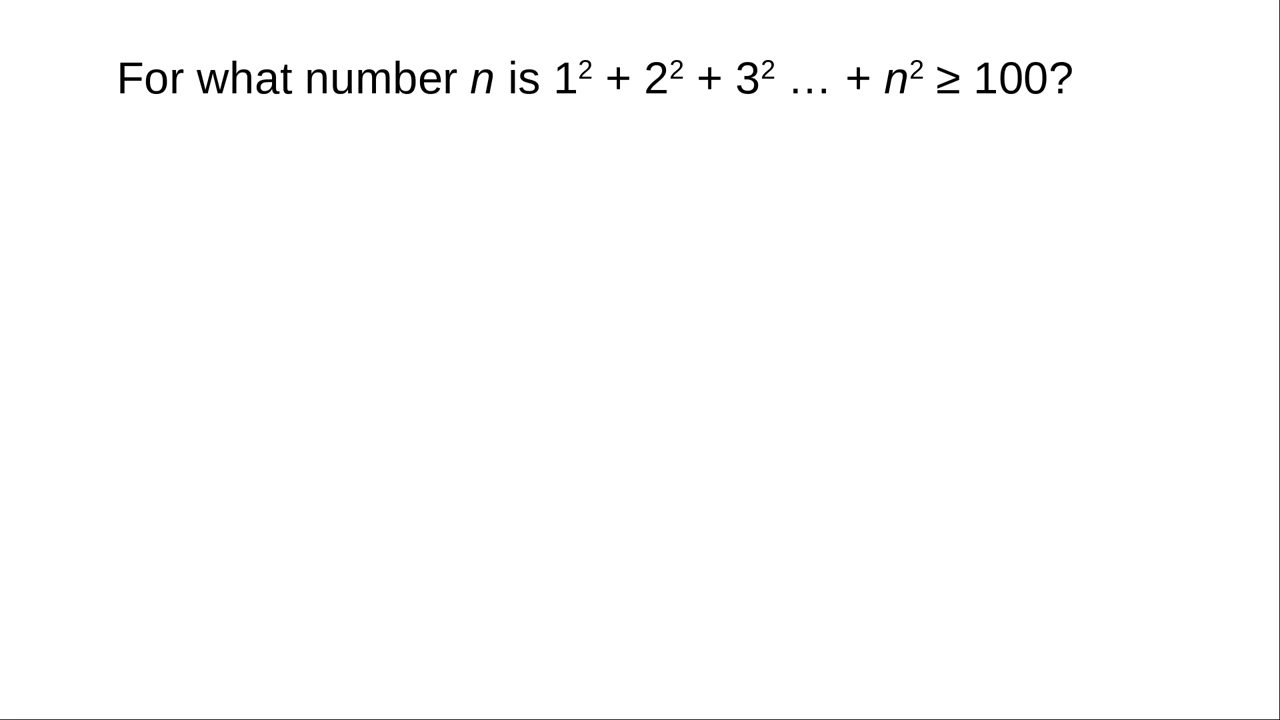 For what number n is 1² + 2² + 3² … + n² ≥ 100?